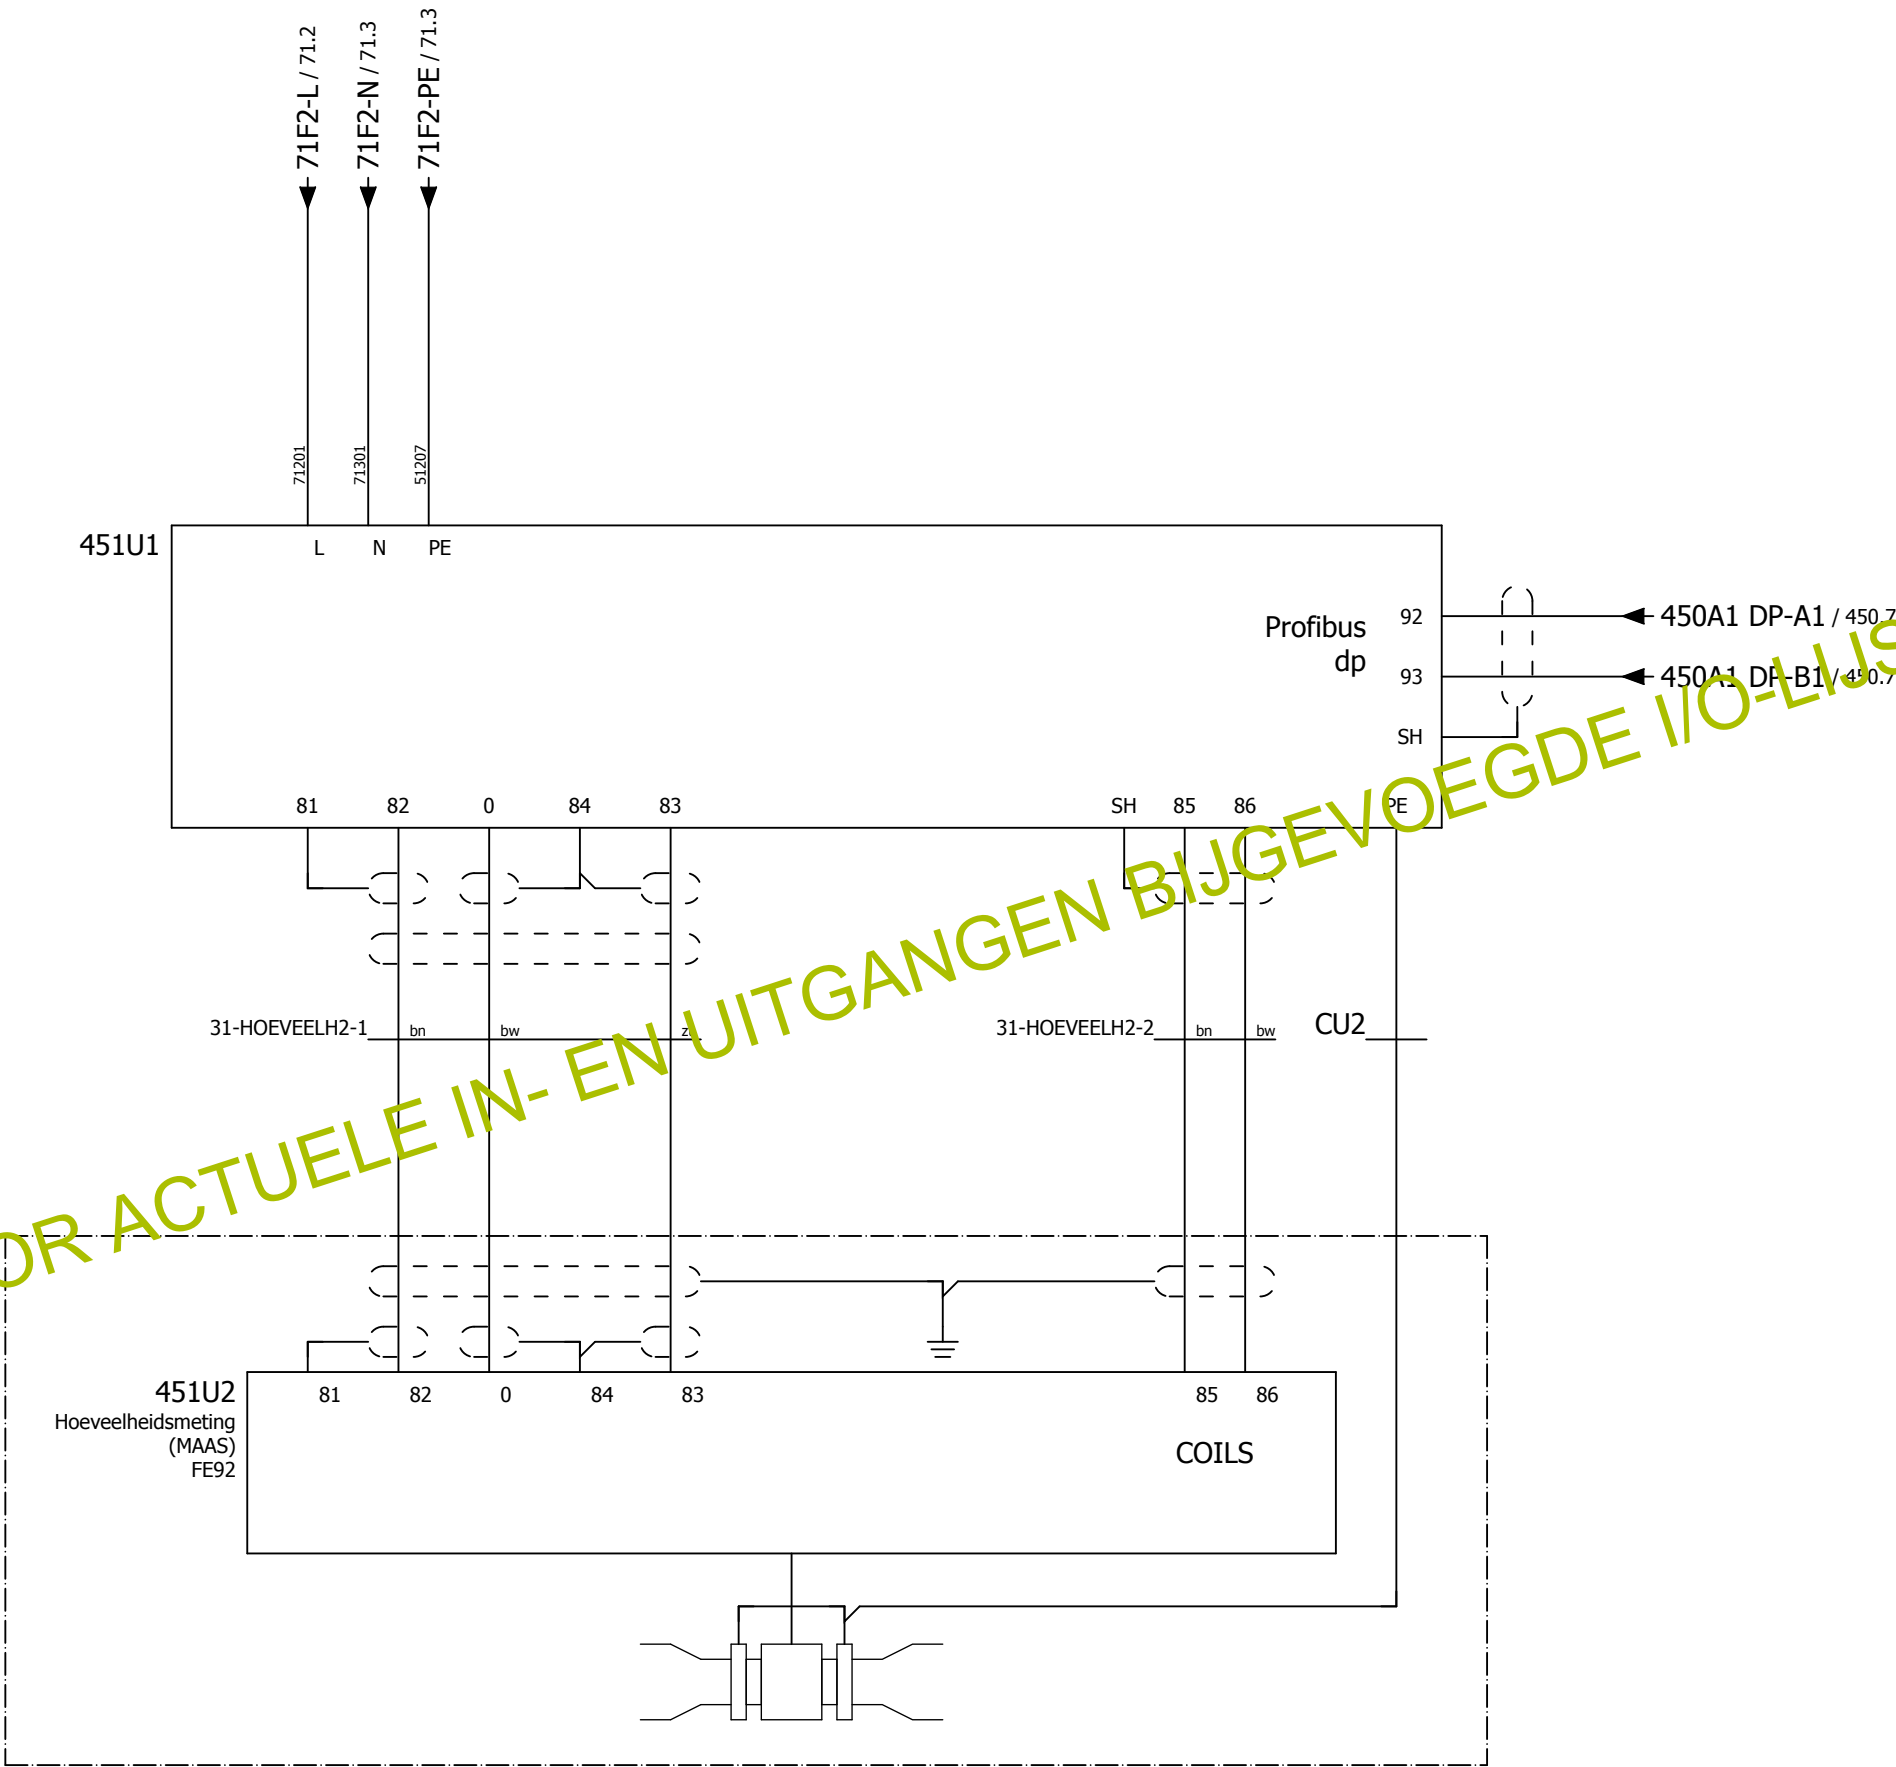 71F2-L / 71.2
71F2-N / 71.3
71F2-PE / 71.3
71201
71301
51207
451U1
L N PE
Profibus
dp
92
93
SH
450A1 DP-A1 / 450.7
450A1 DP-B1 / 450.7
81 82 0 84 83 SH 85 86 PE
31-HOEVEELH2-1 bn bw
31-HOEVEELH2-2 bn bw
CU2
ACTUELE IN- EN UITGANGEN BIJGEVOEGDE I/O-LIJS
451U2
Hoeveelheidsmeting
(MAAS)
FE92
81 82 0 84 83 85 86
COILS